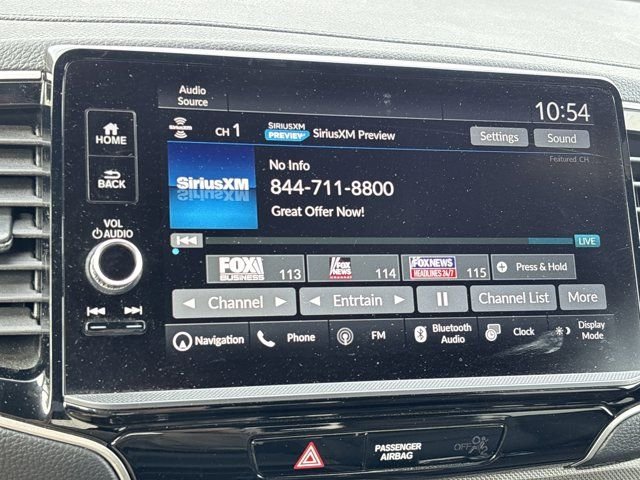 Audio
Source
10:54
SIRIUSXM
CH 1
SIRIUSXM
PREVIEW
SiriusXM Preview
Settings
Sound
HOME
Featured CH
No Info
SiriusXM
844-711-8800
BACK
Great Offer Now!
VOL
AUDIO
LIVE
FOX
BUSINESS
113
FOX
NEWS
channel
114
FOX NEWS
HEADLINES 24/7
115
Press & Hold
Channel
Entrtain
Channel List
More
Navigation
Phone
FM
Bluetooth
Audio
Clock
Display
Mode
PASSENGER
AIRBAG
OFF